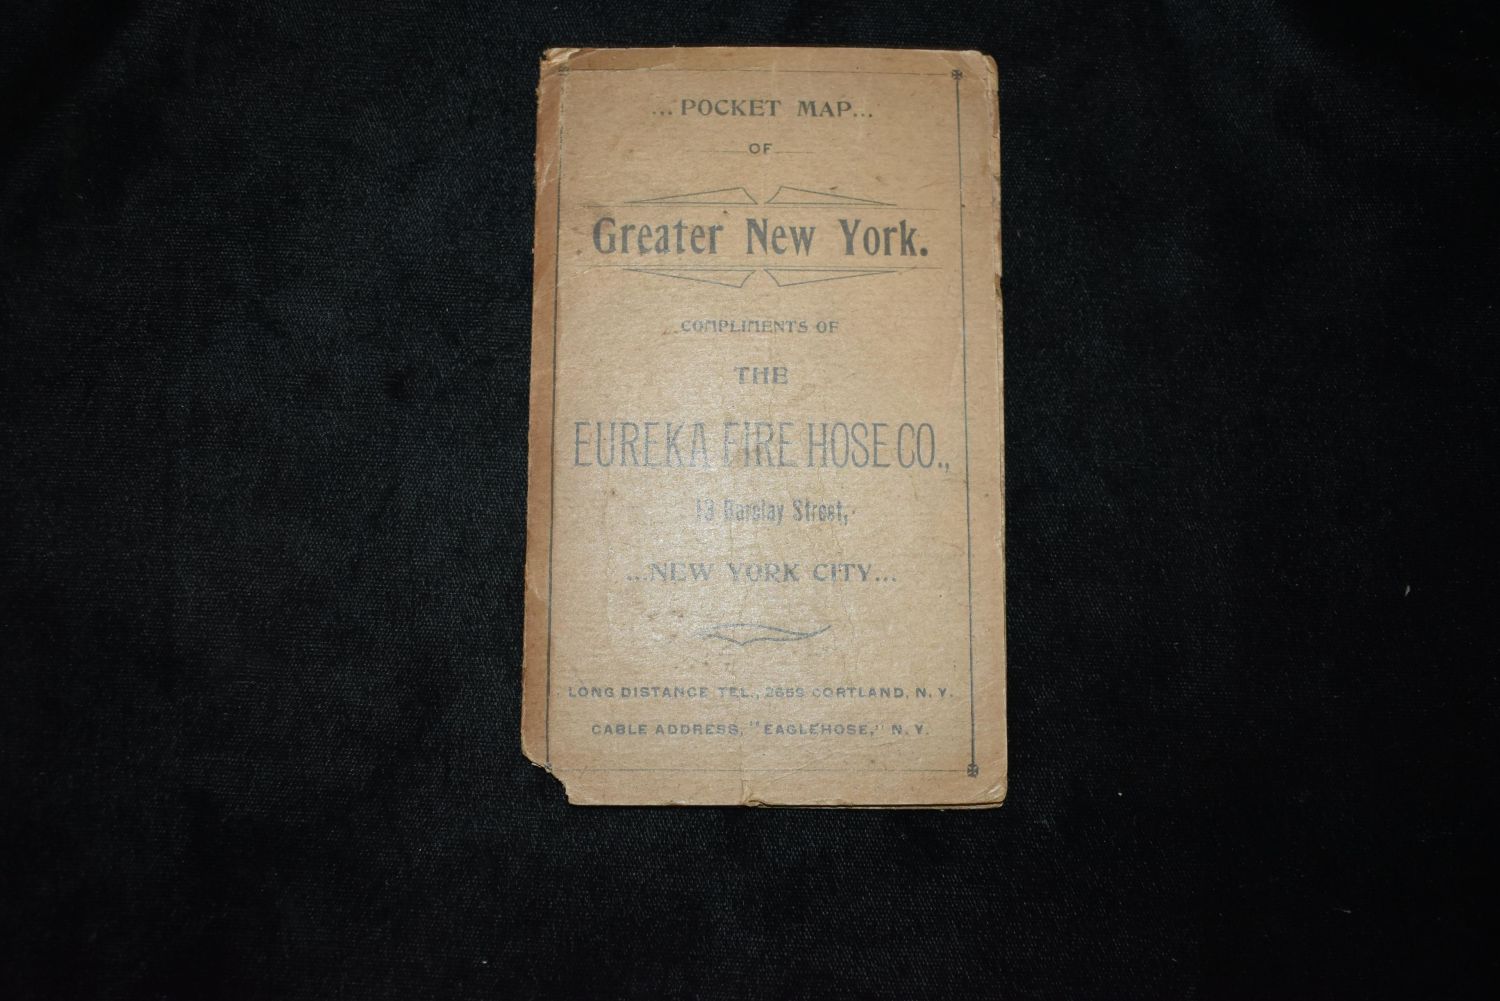 ...POCKET MAP...
OF
Greater New York.
COMPLIMENTS OF
THE
EUREKA FIRE HOSE CO.,
13 Barclay Street,
...NEW YORK CITY...
LONG DISTANCE TEL., 2659 CORTLAND, N. Y.
CABLE ADDRESS, "EAGLEHOSE," N. Y.